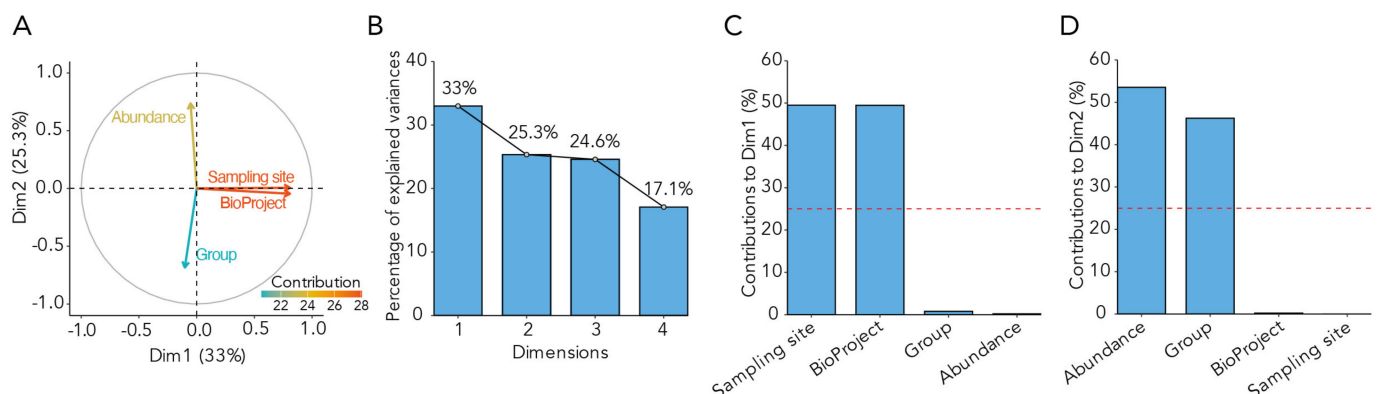 A
Dim2 (25.3%)
1.0
0.5
0.0
-0.5
-1.0
Abundance
Sampling site
BioProject
Group
Contribution
22 24 26 28
-1.0 -0.5 0.0 0.5 1.0
Dim1 (33%)
B
Percentage of explained variances
40
30
20
10
0
33%
25.3%
24.6%
17.1%
1 2 3 4
Dimensions
C
Contributions to Dim1 (%)
60
50
40
30
20
10
0
Sampling site
BioProject
Group
Abundance
D
Contributions to Dim2 (%)
60
50
40
30
20
10
0
Abundance
Group
BioProject
Sampling site